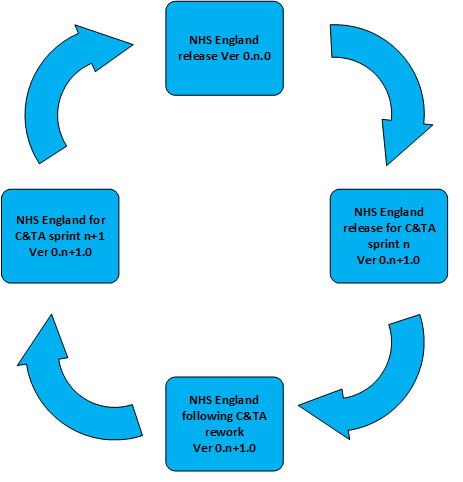 NHS England
release Ver 0.n.0
NHS England
release for C&TA
sprint n
Ver 0.n+1.0
NHS England
following C&TA
rework
Ver 0.n+1.0
NHS England for
C&TA sprint n+1
Ver 0.n+1.0